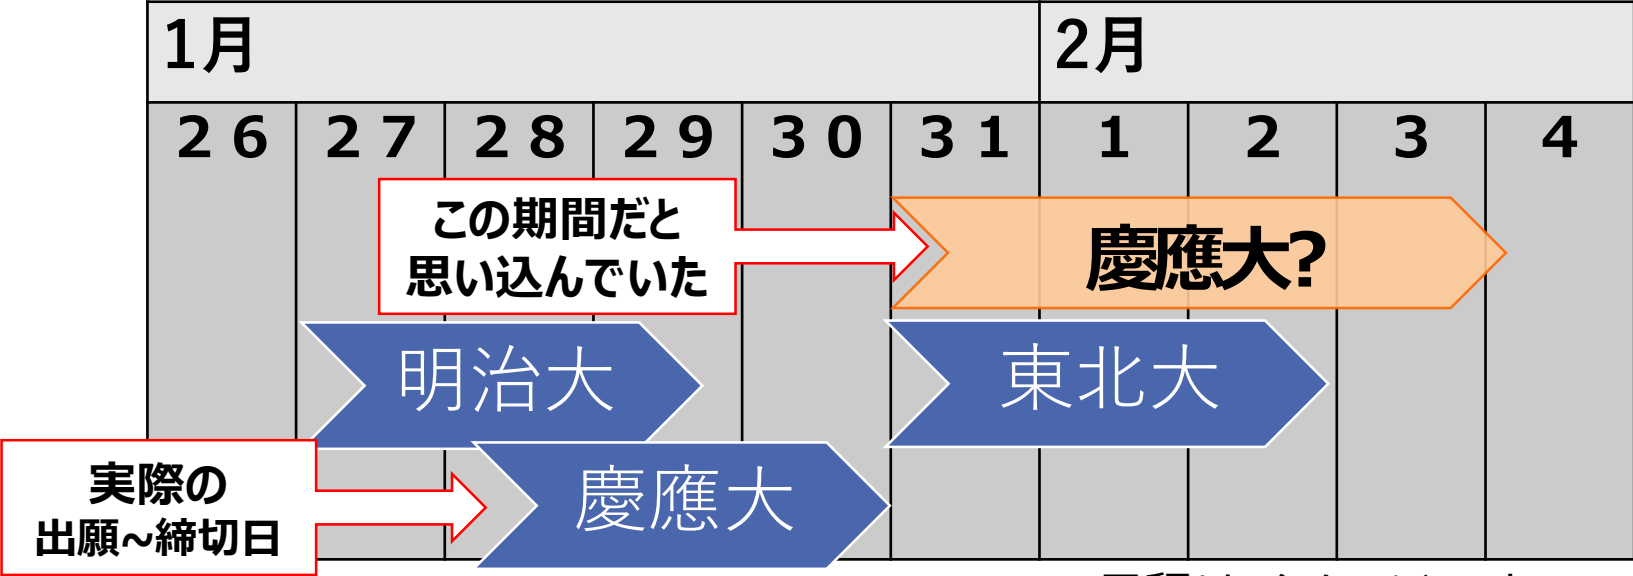 1月 2月
26 27 28 29 30 31 1 2 3 4
この期間だと
思い込んでいた
慶應大?
明治大
東北大
実際の
出願~締切日
慶應大